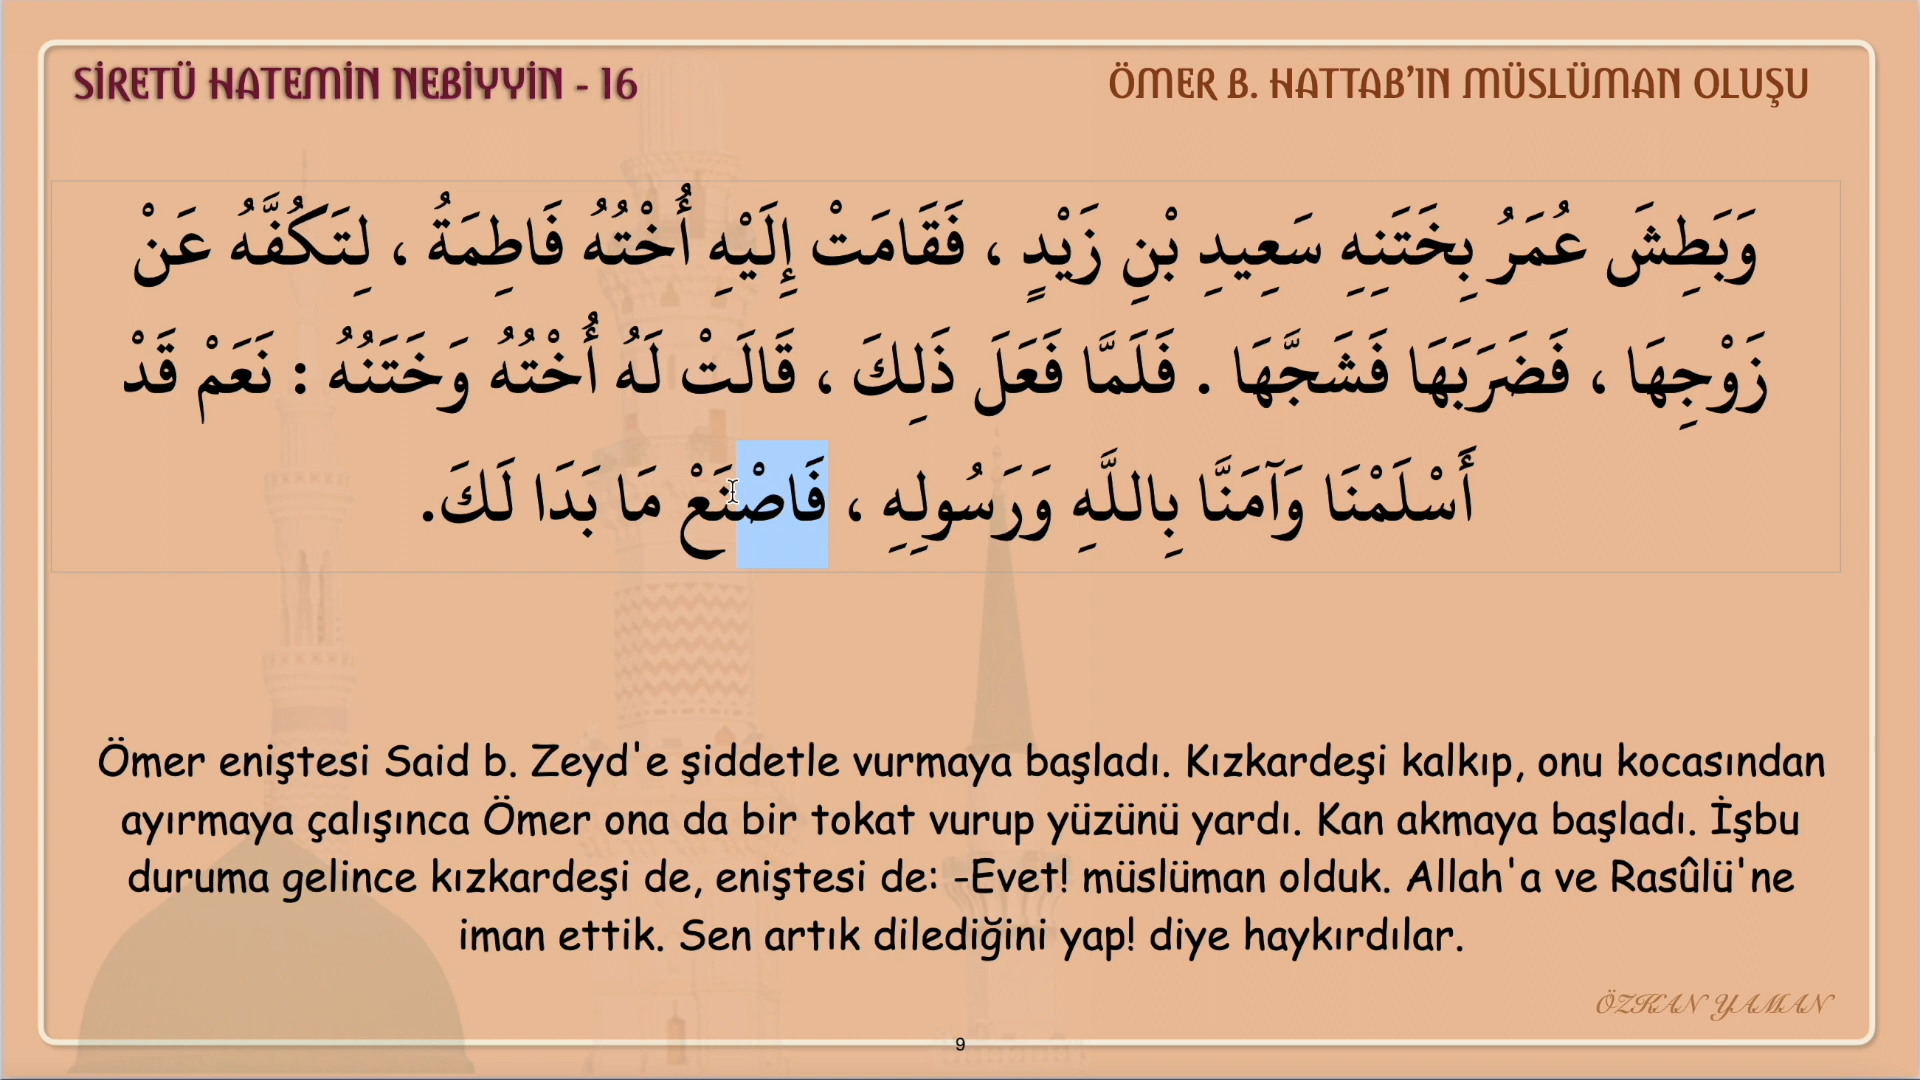 SİRETÜ HATEMİN NEBİYYİN - 16
ÖMER B. HATTAB'IN MÜSLÜMAN OLUŞU
وَبَطِشَ عُمَرُ بِخَتَنِهِ سَعِيدِ بْنِ زَيْدٍ ، فَقَامَتْ إِلَيْهِ أُخْتُهُ فَاطِمَةُ ، لِتَكُفَّهُ عَنْ
زَوْجِهَا ، فَضَرَبَهَا فَشَجَّهَا . فَلَمَّا فَعَلَ ذَلِكَ ، قَالَتْ لَهُ أُخْتُهُ وَخَتَنُهُ : نَعَمْ قَدْ
أَسْلَمْنَا وَآمَنَّا بِاللَّهِ وَرَسُولِهِ ، فَاصْنَعْ مَا بَدَا لَكَ.
Ömer eniştesi Said b. Zeyd'e şiddetle vurmaya başladı. Kızkardeşi kalkıp, onu kocasından
ayırmaya çalışınca Ömer ona da bir tokat vurup yüzünü yardı. Kan akmaya başladı. İşbu
duruma gelince kızkardeşi de, eniştesi de: -Evet! müslüman olduk. Allah'a ve Rasûlü'ne
iman ettik. Sen artık dilediğini yap! diye haykırdılar.
ÖZKAN YAMAN
9